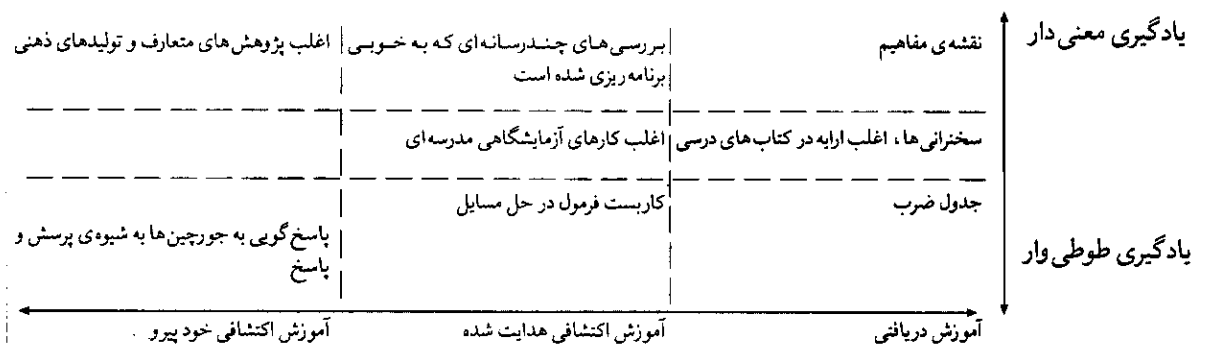 یادگیری معنی‌دار
نقشه‌ی مفاهیم
بررسی‌های چندرسانه‌ای که به خوبی
برنامه‌ریزی شده است
اغلب پژوهش‌های متعارف و تولیدهای ذهنی
سخنرانی‌ها، اغلب ارایه در کتاب‌های درسی
اغلب کارهای آزمایشگاهی مدرسه‌ای
جدول ضرب
کاربست فرمول در حل مسایل
پاسخ‌گویی به جورچین‌ها به شیوه‌ی پرسش و
پاسخ
یادگیری طوطی‌وار
آموزش دریافتی
آموزش اکتشافی هدایت شده
آموزش اکتشافی خود پیرو